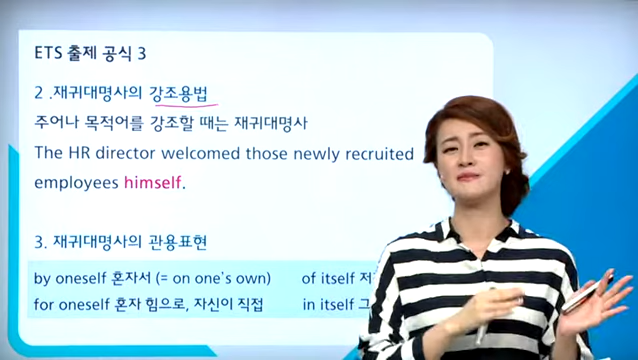 ETS 출제 공식 3
2 .재귀대명사의 강조용법
주어나 목적어를 강조할 때는 재귀대명사
The HR director welcomed those newly recruited
employees himself.
3. 재귀대명사의 관용표현
by oneself 혼자서 (= on one's own) of itself
for oneself 혼자 힘으로, 자신이 직접 in itself